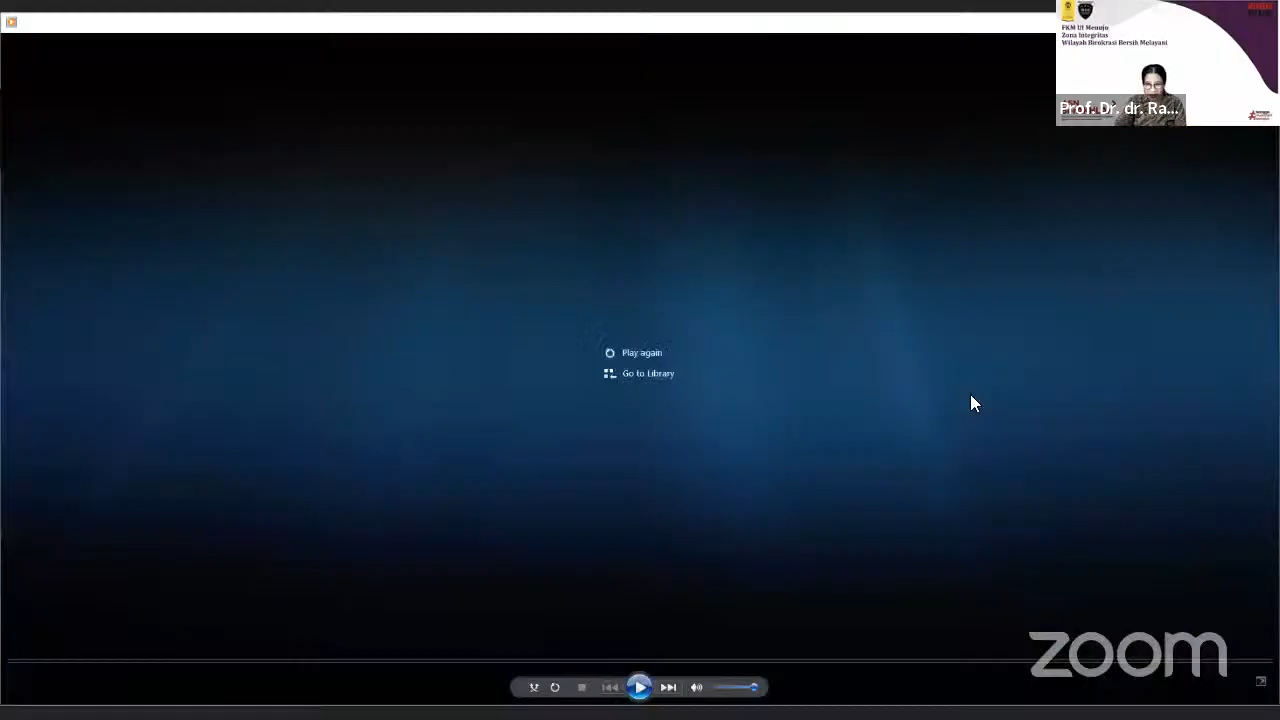 FKM UI Menuju
Zona Integritas
Wilayah Birokrasi Bersih Melayani
Prof. Dr. dr. Ra...
Play again
Go to Library
zoom